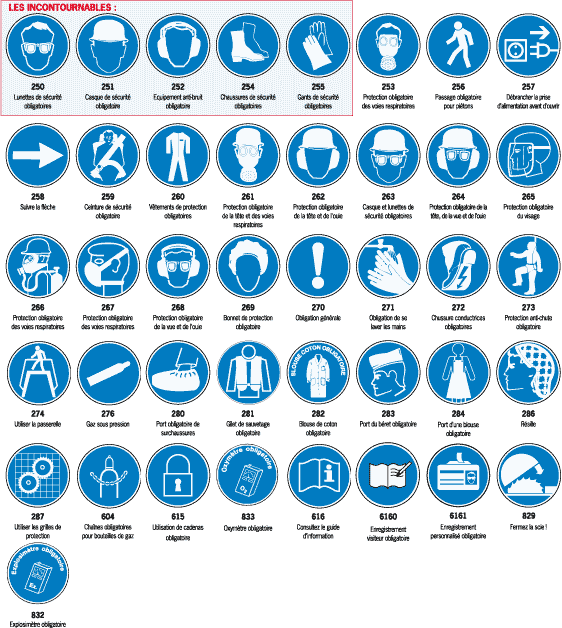 LES INCONTOURNABLES :
250
Lunettes de sécurité
obligatoires
251
Casque de sécurité
obligatoire
252
Equipement anti-bruit
obligatoire
254
Chaussures de sécurité
obligatoires
255
Gants de sécurité
obligatoires
253
Protection obligatoire
des voies respiratoires
256
Passage obligatoire
pour piétons
257
Débrancher la prise
d'alimentation avant d'ouvrir
258
Suivre la flèche
259
Ceinture de sécurité
obligatoire
260
Vêtements de protection
obligatoires
261
Protection obligatoire
de la tête et des voies
respiratoires
262
Protection obligatoire
de la tête et de l'ouie
263
Casque et lunettes de
sécurité obligatoires
264
Protection obligatoire de la
tête, de la vue et de l'ouie
265
Protection obligatoire
du visage
266
Protection obligatoire
des voies respiratoires
267
Protection obligatoire
des voies respiratoires
268
Protection obligatoire
de la vue et de l'ouie
269
Bonnet de protection
obligatoire
270
Obligation générale
271
Obligation de se
laver les mains
272
Chaussure conductrices
obligatoires
273
Protection anti-chute
obligatoire
274
Utiliser la passerelle
276
Gaz sous pression
280
Port obligatoire de
surchaussures
281
Gilet de sauvetage
obligatoire
BLOUSE COTON OBLIGATOIRE
282
Blouse de coton
obligatoire
283
Port du béret obligatoire
284
Port d'une blouse
obligatoire
286
Résille
287
Utiliser les grilles de
protection
604
Chaînes obligatoires
pour bouteilles de gaz
615
Utilisation de cadenas
obligatoire
Oxymètre obligatoire
O₂
833
Oxymètre obligatoire
i
616
Consultez le guide
d'information
6160
Enregistrement
visiteur obligatoire
6161
Enregistrement
personnalisé obligatoire
829
Fermez la scie !
Explosimètre obligatoire
Ex.
832
Explosimètre obligatoire